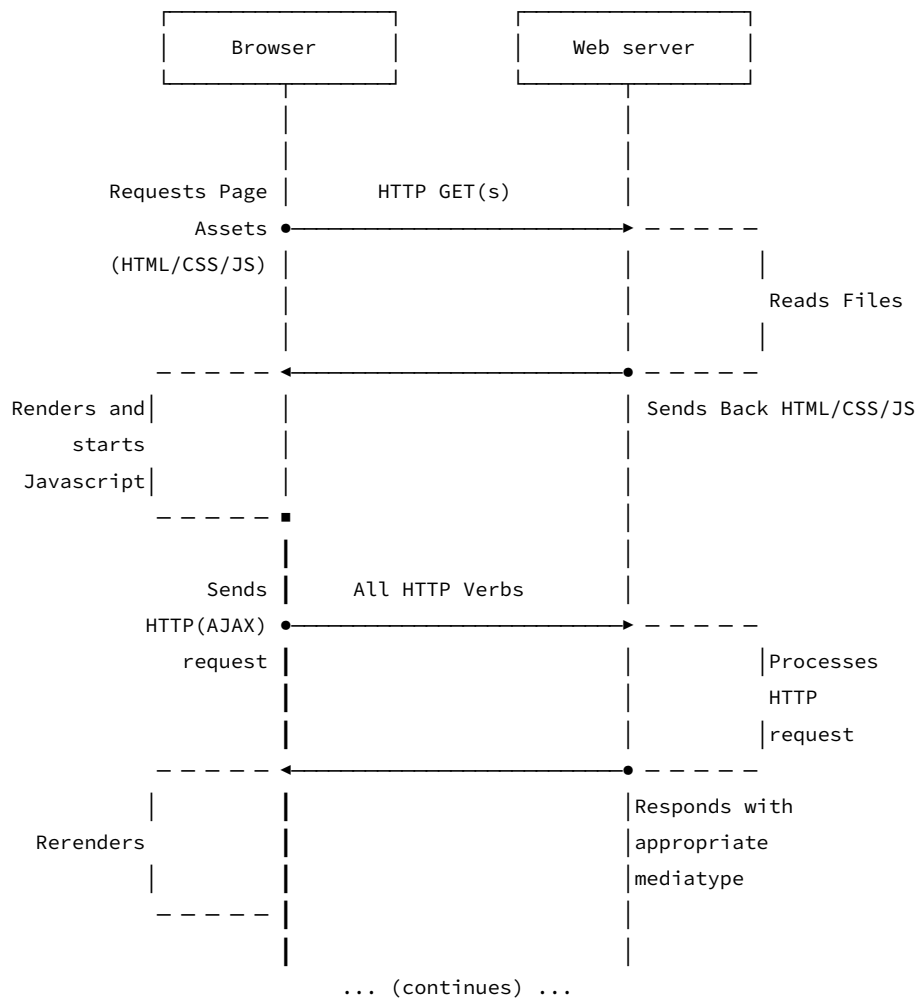 Browser
Web server
Requests Page
HTTP GET(s)
Assets
(HTML/CSS/JS)
Reads Files
Renders and
Sends Back HTML/CSS/JS
starts
Javascript
Sends
All HTTP Verbs
HTTP(AJAX)
request
Processes
HTTP
request
Responds with
Rerenders
appropriate
mediatype
... (continues) ...